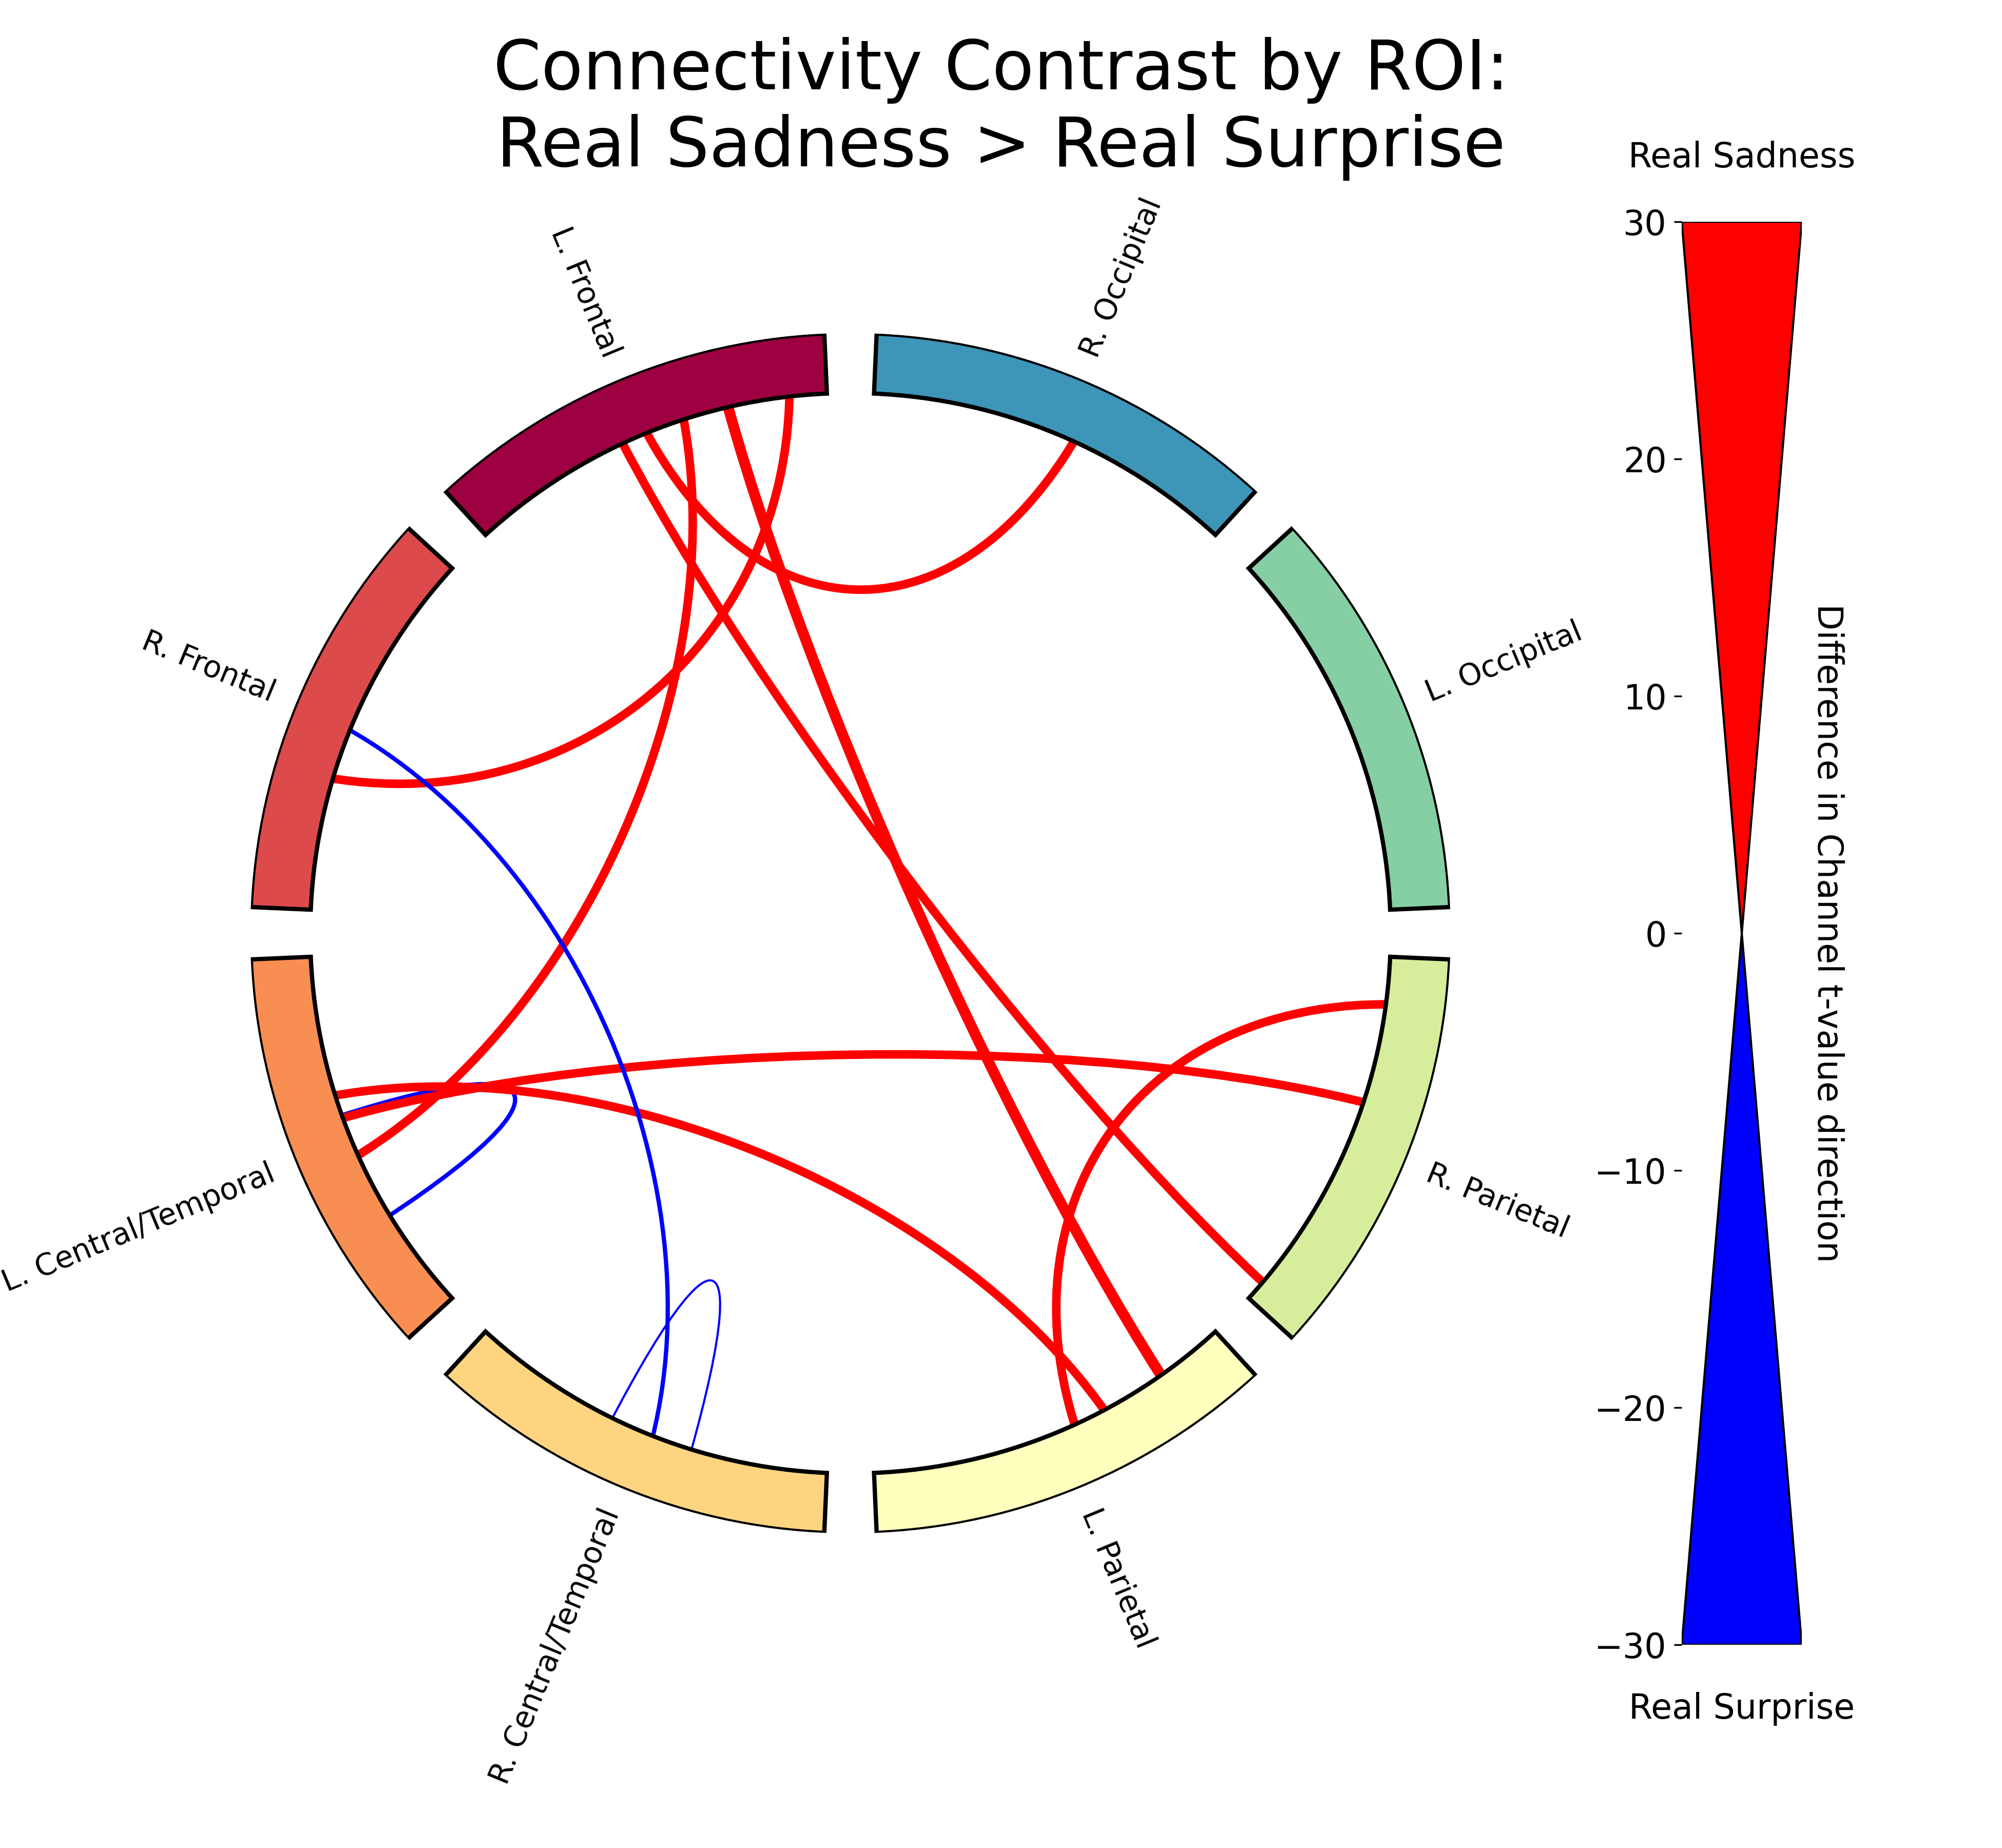 Connectivity Contrast by ROI:
Real Sadness > Real Surprise
Real Sadness
L. Frontal
R. Occipital
R. Frontal
L. Occipital
L. Central/Temporal
R. Parietal
R. Central/Temporal
L. Parietal
30
20
10
0
−10
−20
−30
Difference in Channel t-value direction
Real Surprise